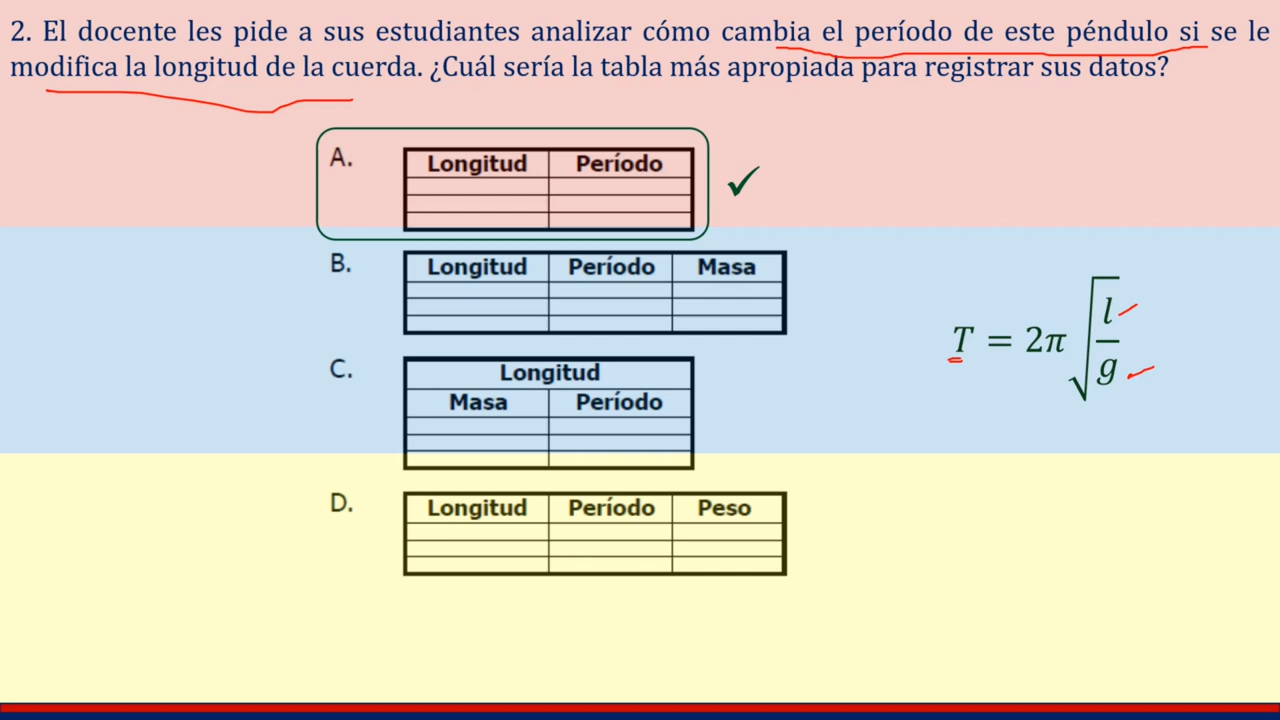 2. El docente les pide a sus estudiantes analizar cómo cambia el período de este péndulo si se le
modifica la longitud de la cuerda. ¿Cuál sería la tabla más apropiada para registrar sus datos?
A.
Longitud Período
B.
Longitud Período Masa
T = 2π √(l/g)
C.
Longitud
Masa Período
D.
Longitud Período Peso